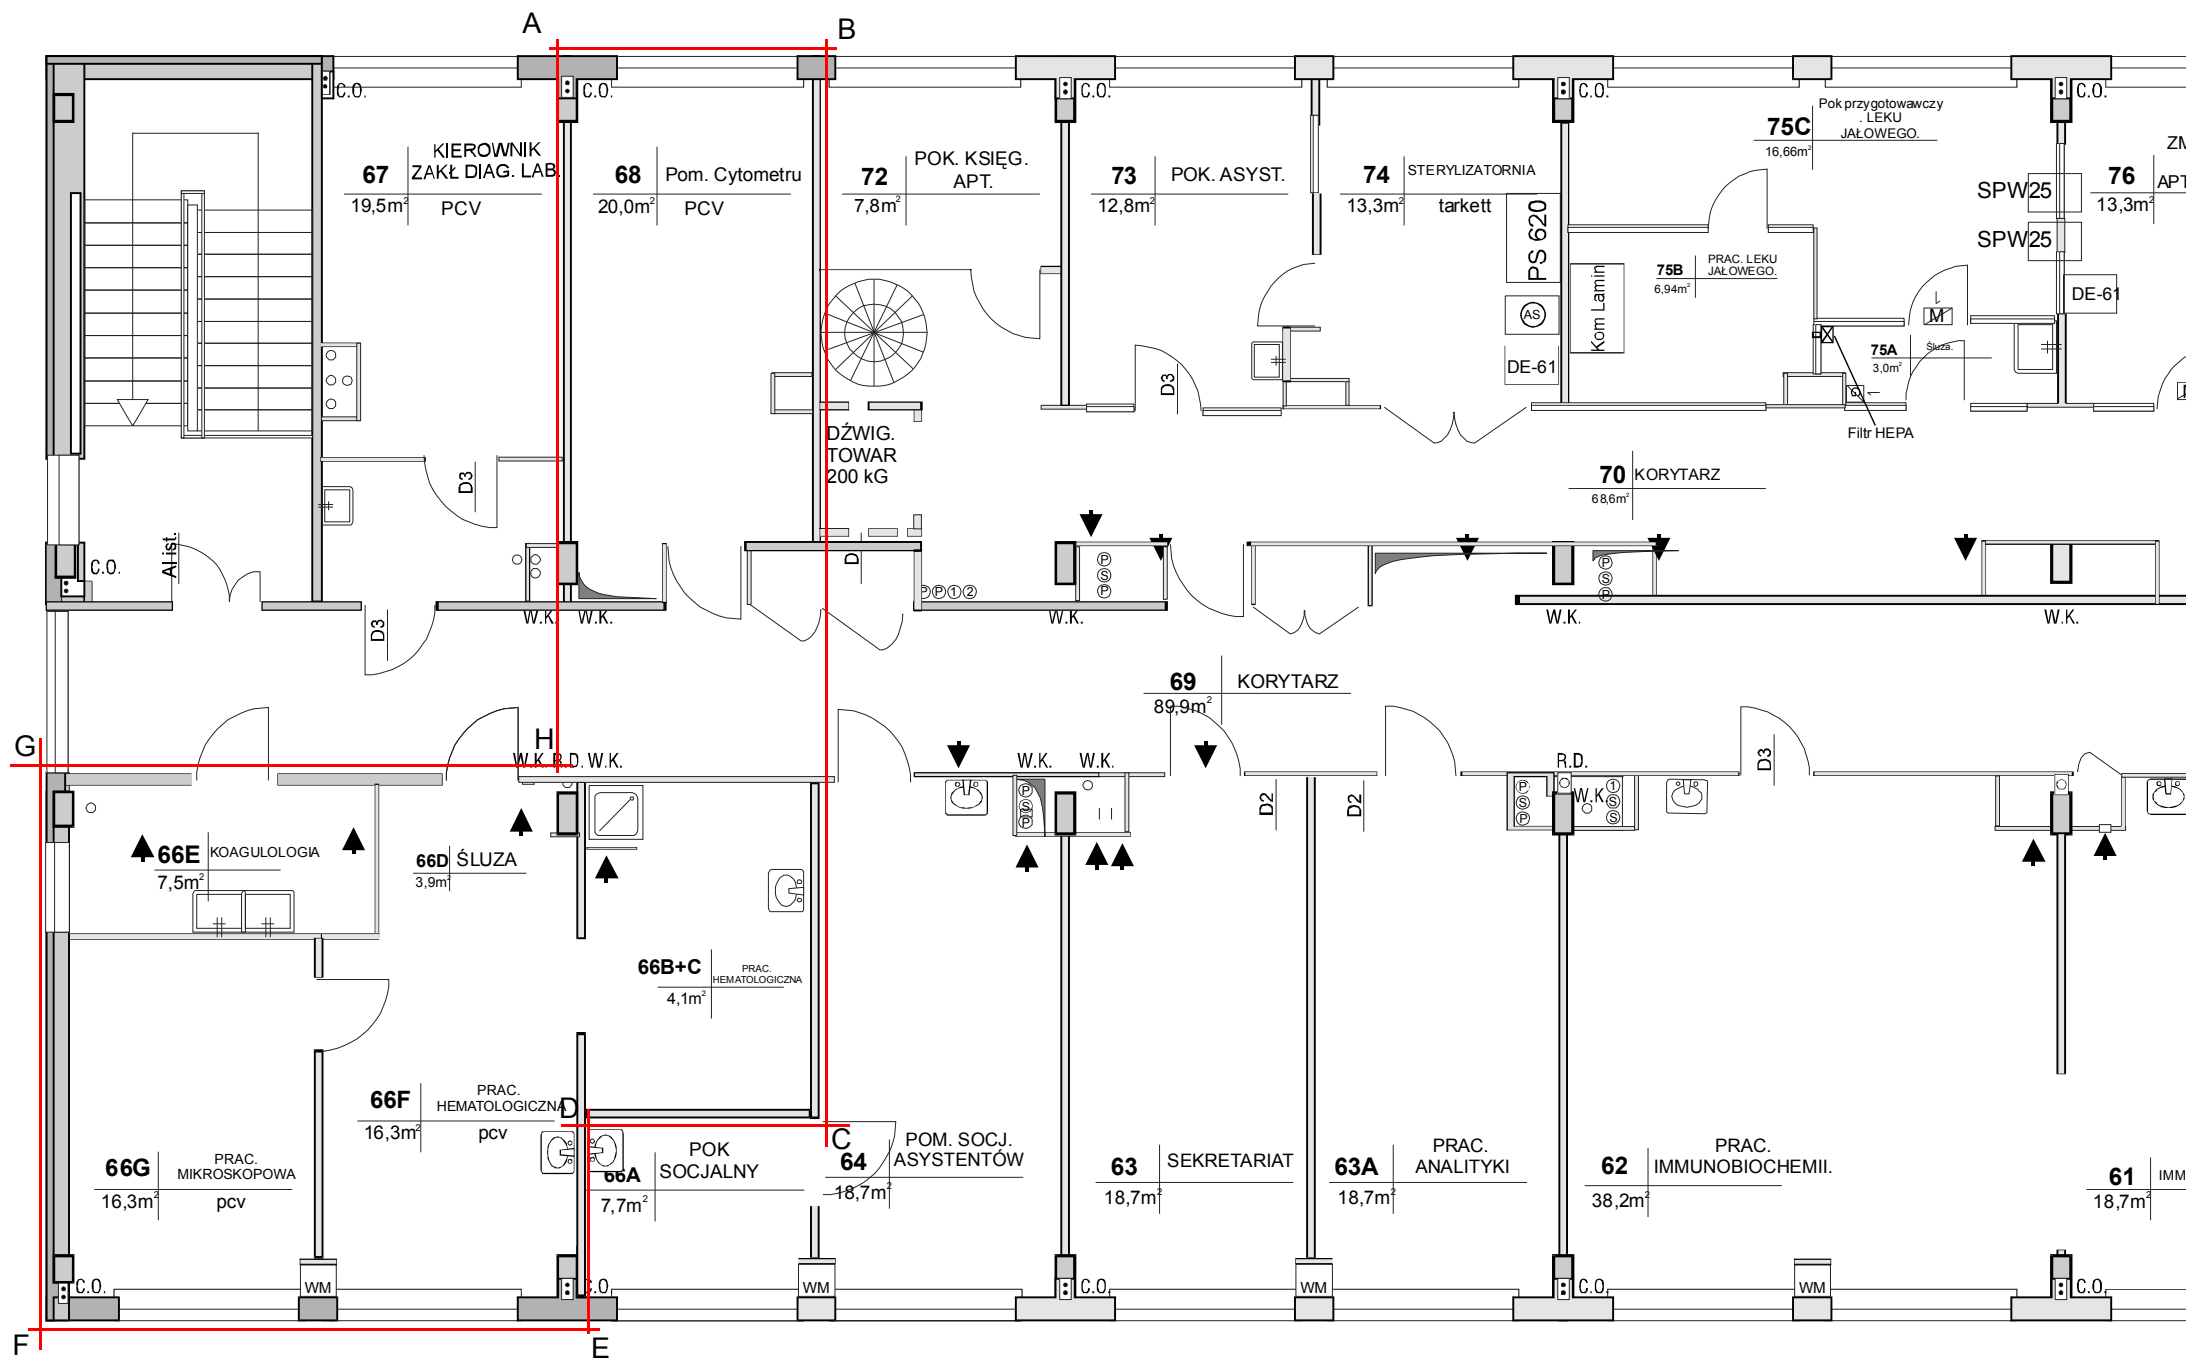 A
B
C.O.
C.O.
C.O.
C.O.
C.O.
67
KIEROWNIK
ZAKŁ DIAG. LAB.
19,5m²
PCV
68
Pom. Cytometru
20,0m²
PCV
72
POK. KSIĘG.
APT.
7,8m²
73
POK. ASYST.
12,8m²
74
STERYLIZATORNIA
13,3m²
tarkett
75C
Pok przygotowawczy
. LEKU
JAŁOWEGO.
16,66m²
76
13,3m²
SPW25
SPW25
PS 620
AS
DE-61
Kom Lamin
75B
PRAC. LEKU
JAŁOWEGO.
6,94m²
DE-61
M
75A
Śluza.
3,0m²
Filtr HEPA
D3
D3
DŹWIG.
TOWAR
200 kG
70
KORYTARZ
68,6m²
C.O.
Al ist.
D
P P 1 2
P
S
P
P
S
P
W.K.
W.K.
W.K.
W.K.
W.K.
D3
69
KORYTARZ
89,9m²
G
H
W.K.
R.D.
W.K.
W.K.
W.K.
R.D.
D3
D2
D2
P
S
P
P
S
P
W.K.
1
S
S
66E
KOAGULOLOGIA
7,5m²
66D
ŚLUZA
3,9m²
66B+C
PRAC.
HEMATOLOGICZNA
4,1m²
66F
PRAC.
HEMATOLOGICZNA
16,3m²
pcv
D
C
66G
PRAC.
MIKROSKOPOWA
16,3m²
pcv
66A
POK
SOCJALNY
7,7m²
64
POM. SOCJ.
ASYSTENTÓW
18,7m²
63
SEKRETARIAT
18,7m²
63A
PRAC.
ANALITYKI
18,7m²
62
PRAC.
IMMUNOBIOCHEMII.
38,2m²
61
18,7m²
C.O.
WM
C.O.
WM
C.O.
WM
C.O.
WM
C.O.
F
E